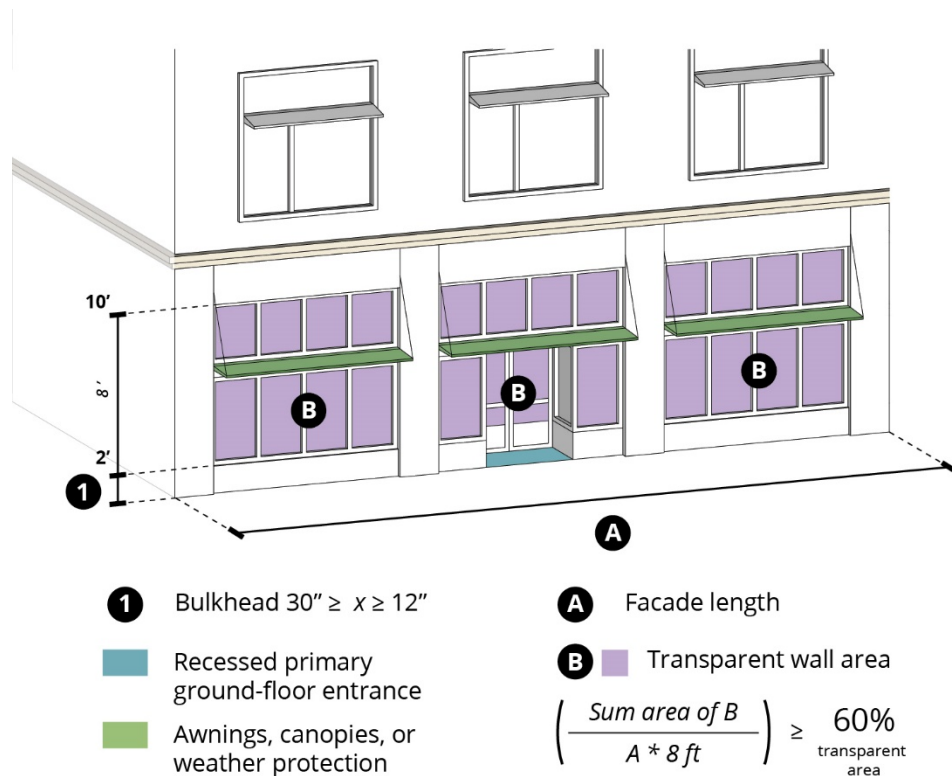 10’
8’
2’
1
B
B
B
A
1 Bulkhead 30” ≥ x ≥ 12”
Recessed primary
ground-floor entrance
Awnings, canopies, or
weather protection
A Facade length
B Transparent wall area
( Sum area of B / A * 8 ft ) ≥ 60%
transparent
area